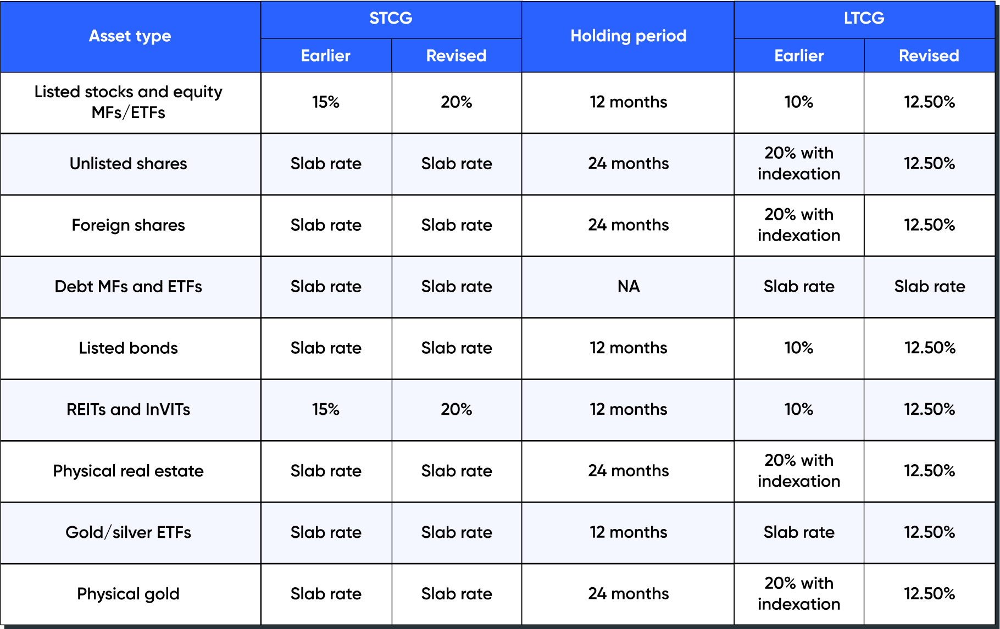 Asset type
STCG
Holding period
LTCG
Earlier
Revised
Earlier
Revised
Listed stocks and equity
MFs/ETFs
15%
20%
12 months
10%
12.50%
Unlisted shares
Slab rate
Slab rate
24 months
20% with
indexation
12.50%
Foreign shares
Slab rate
Slab rate
24 months
20% with
indexation
12.50%
Debt MFs and ETFs
Slab rate
Slab rate
NA
Slab rate
Slab rate
Listed bonds
Slab rate
Slab rate
12 months
10%
12.50%
REITs and InVITs
15%
20%
12 months
10%
12.50%
Physical real estate
Slab rate
Slab rate
24 months
20% with
indexation
12.50%
Gold/silver ETFs
Slab rate
Slab rate
12 months
Slab rate
12.50%
Physical gold
Slab rate
Slab rate
24 months
20% with
indexation
12.50%